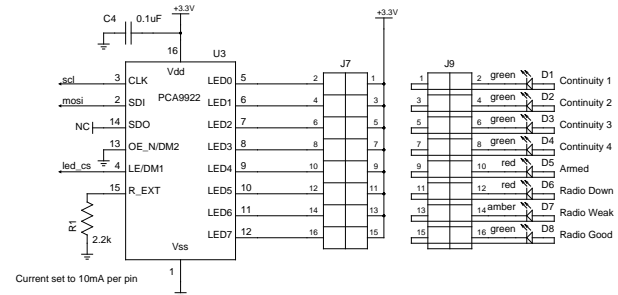 +3.3V
+3.3V
C4 0.1uF
16
U3
J7
J9
Vdd
PCA9922
scl 3 CLK LED0 5 2 1 1 2 green D1 Continuity 1
mosi 2 SDI LED1 6 4 3 3 4 green D2 Continuity 2
NC 14 SDO LED2 7 6 5 5 6 green D3 Continuity 3
13 OE_N/DM2 LED3 8 8 7 7 8 green D4 Continuity 4
led_cs 4 LE/DM1 LED4 9 10 9 9 10 red D5 Armed
15 R_EXT LED5 10 12 11 11 12 red D6 Radio Down
LED6 11 14 13 13 14 amber D7 Radio Weak
R1 2.2k LED7 12 16 15 15 16 green D8 Radio Good
Vss
1
Current set to 10mA per pin